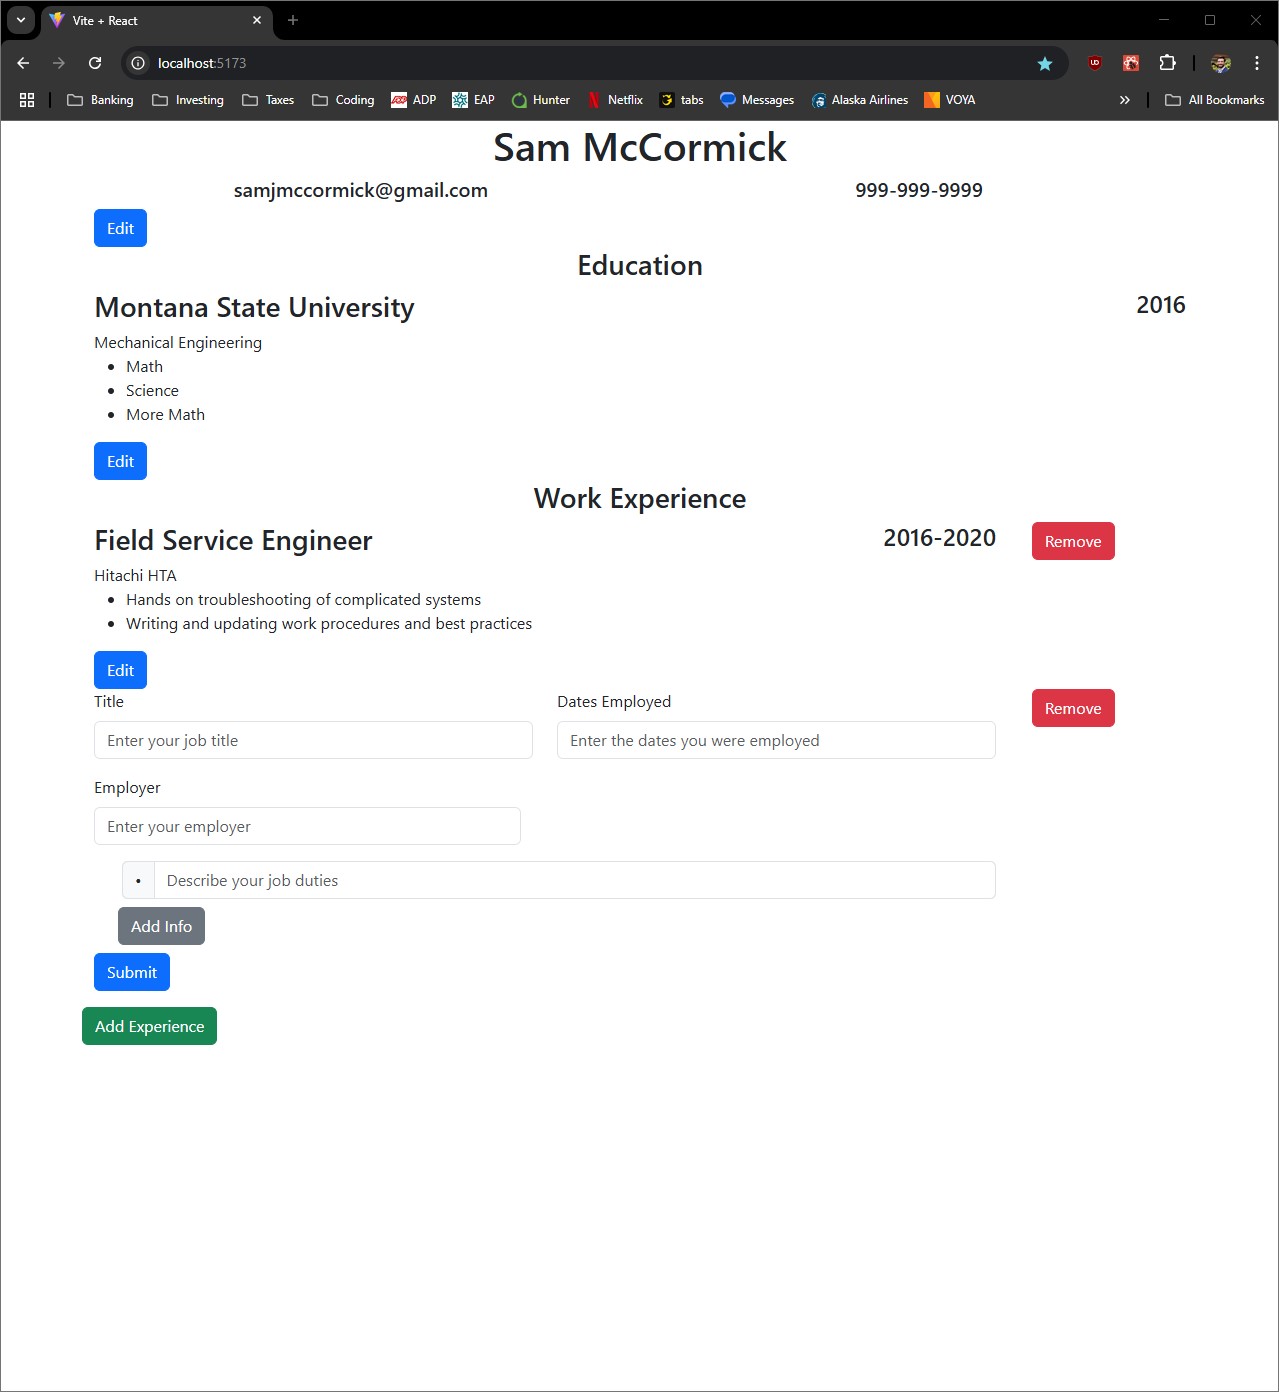 Vite + React
localhost:5173
Banking Investing Taxes Coding ADP EAP Hunter Netflix tabs Messages Alaska Airlines VOYA » All Bookmarks
Sam McCormick
samjmccormick@gmail.com 999-999-9999
Edit
Education
Montana State University 2016
Mechanical Engineering
• Math
• Science
• More Math
Edit
Work Experience
Field Service Engineer 2016-2020 Remove
Hitachi HTA
• Hands on troubleshooting of complicated systems
• Writing and updating work procedures and best practices
Edit
Title Dates Employed Remove
Enter your job title Enter the dates you were employed
Employer
Enter your employer
• Describe your job duties
Add Info
Submit
Add Experience